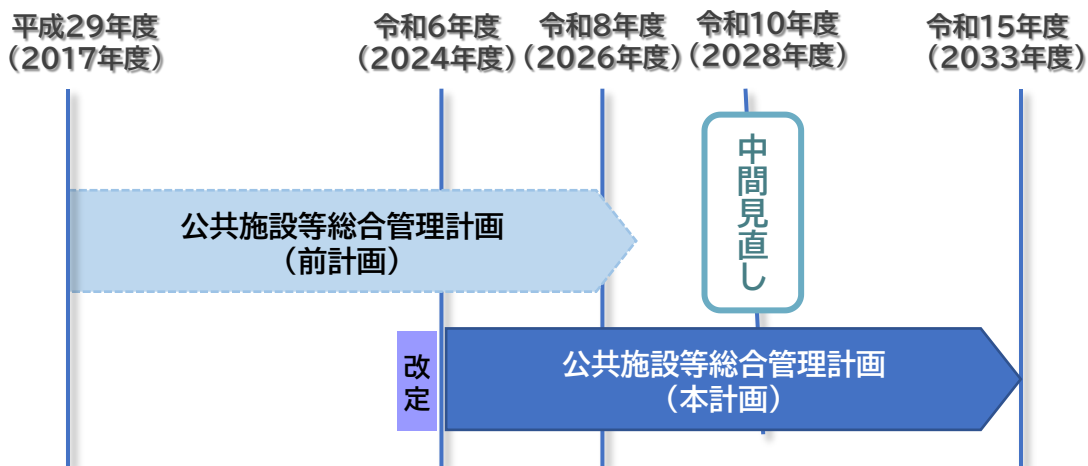 平成29年度
（2017年度）
令和6年度
（2024年度）
令和8年度
（2026年度）
令和10年度
（2028年度）
令和15年度
（2033年度）
中間見直し
公共施設等総合管理計画
（前計画）
改定
公共施設等総合管理計画
（本計画）